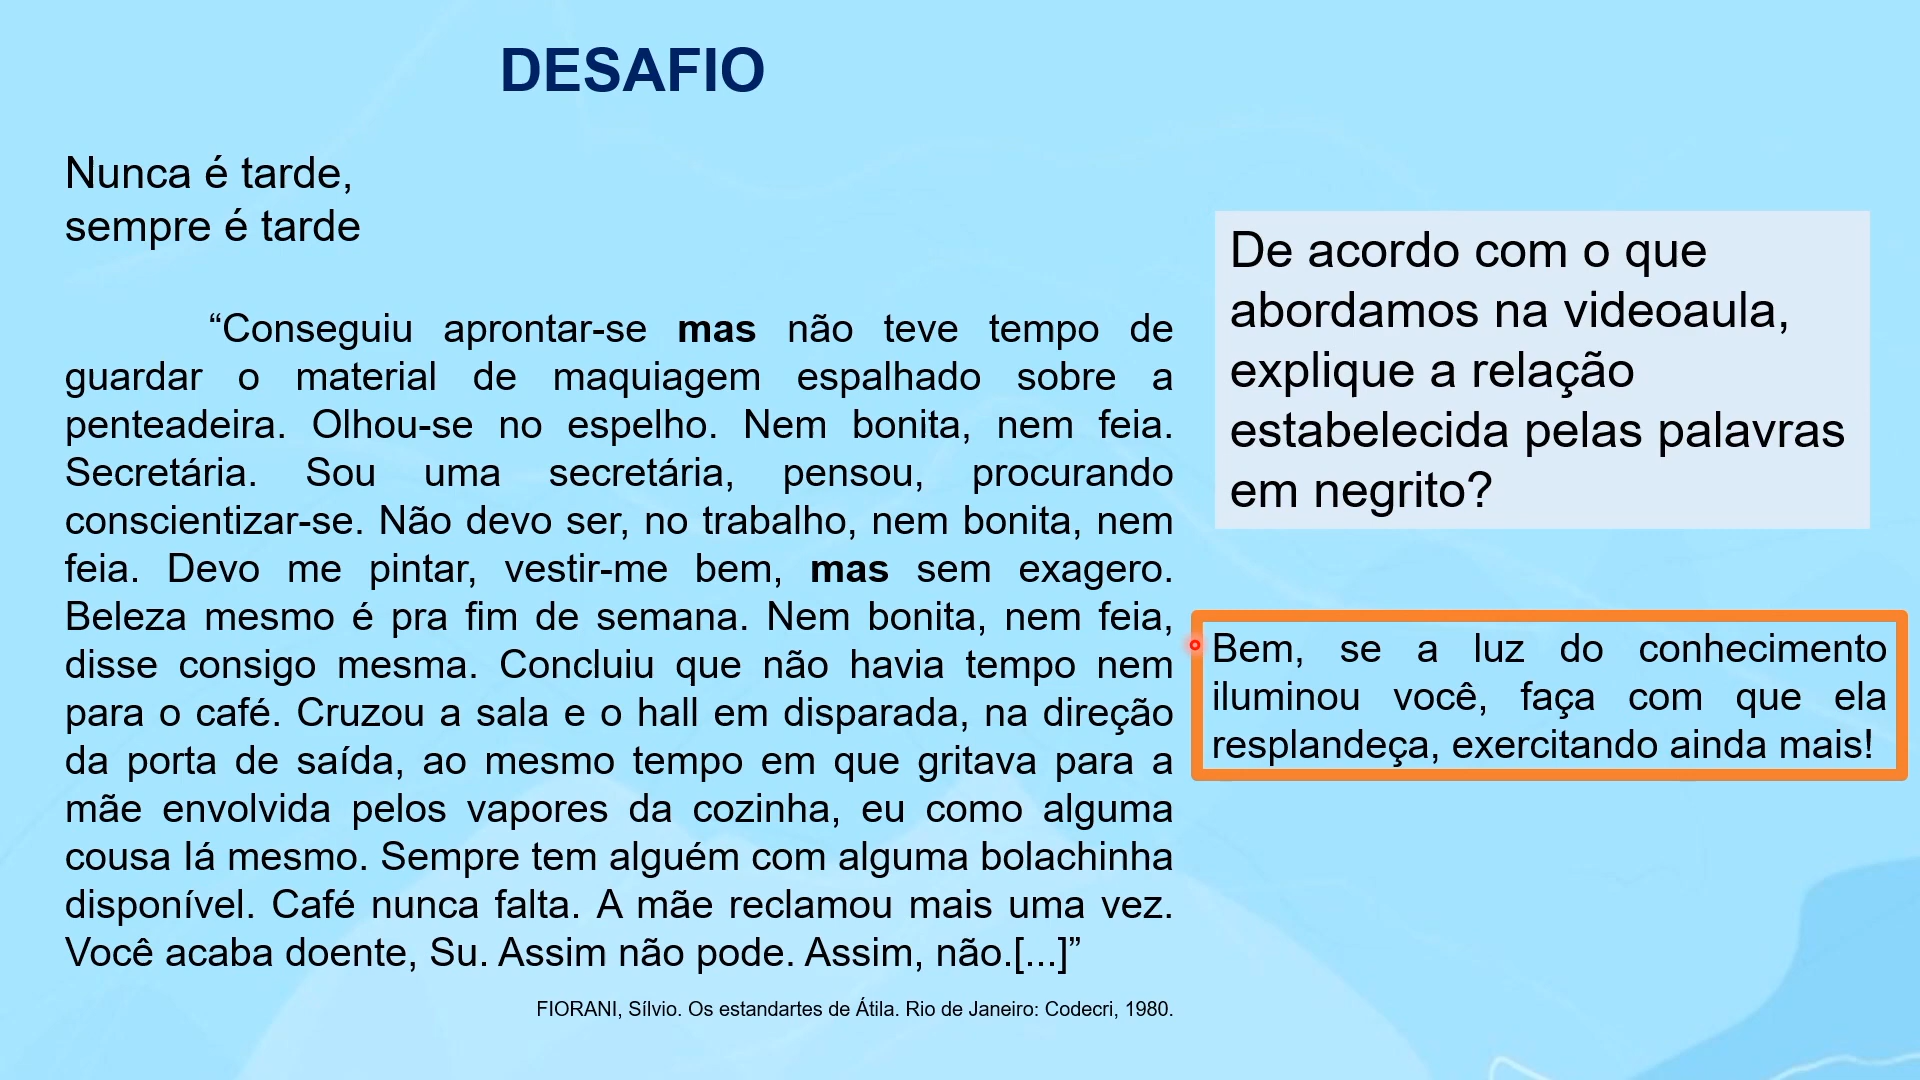 DESAFIO
Nunca é tarde,
sempre é tarde
“Conseguiu aprontar-se mas não teve tempo de
guardar o material de maquiagem espalhado sobre a
penteadeira. Olhou-se no espelho. Nem bonita, nem feia.
Secretária. Sou uma secretária, pensou, procurando
conscientizar-se. Não devo ser, no trabalho, nem bonita, nem
feia. Devo me pintar, vestir-me bem, mas sem exagero.
Beleza mesmo é pra fim de semana. Nem bonita, nem feia,
disse consigo mesma. Concluiu que não havia tempo nem
para o café. Cruzou a sala e o hall em disparada, na direção
da porta de saída, ao mesmo tempo em que gritava para a
mãe envolvida pelos vapores da cozinha, eu como alguma
cousa lá mesmo. Sempre tem alguém com alguma bolachinha
disponível. Café nunca falta. A mãe reclamou mais uma vez.
Você acaba doente, Su. Assim não pode. Assim, não.[...]”
FIORANI, Sílvio. Os estandartes de Átila. Rio de Janeiro: Codecri, 1980.
De acordo com o que
abordamos na videoaula,
explique a relação
estabelecida pelas palavras
em negrito?
Bem, se a luz do conhecimento
iluminou você, faça com que ela
resplandeça, exercitando ainda mais!